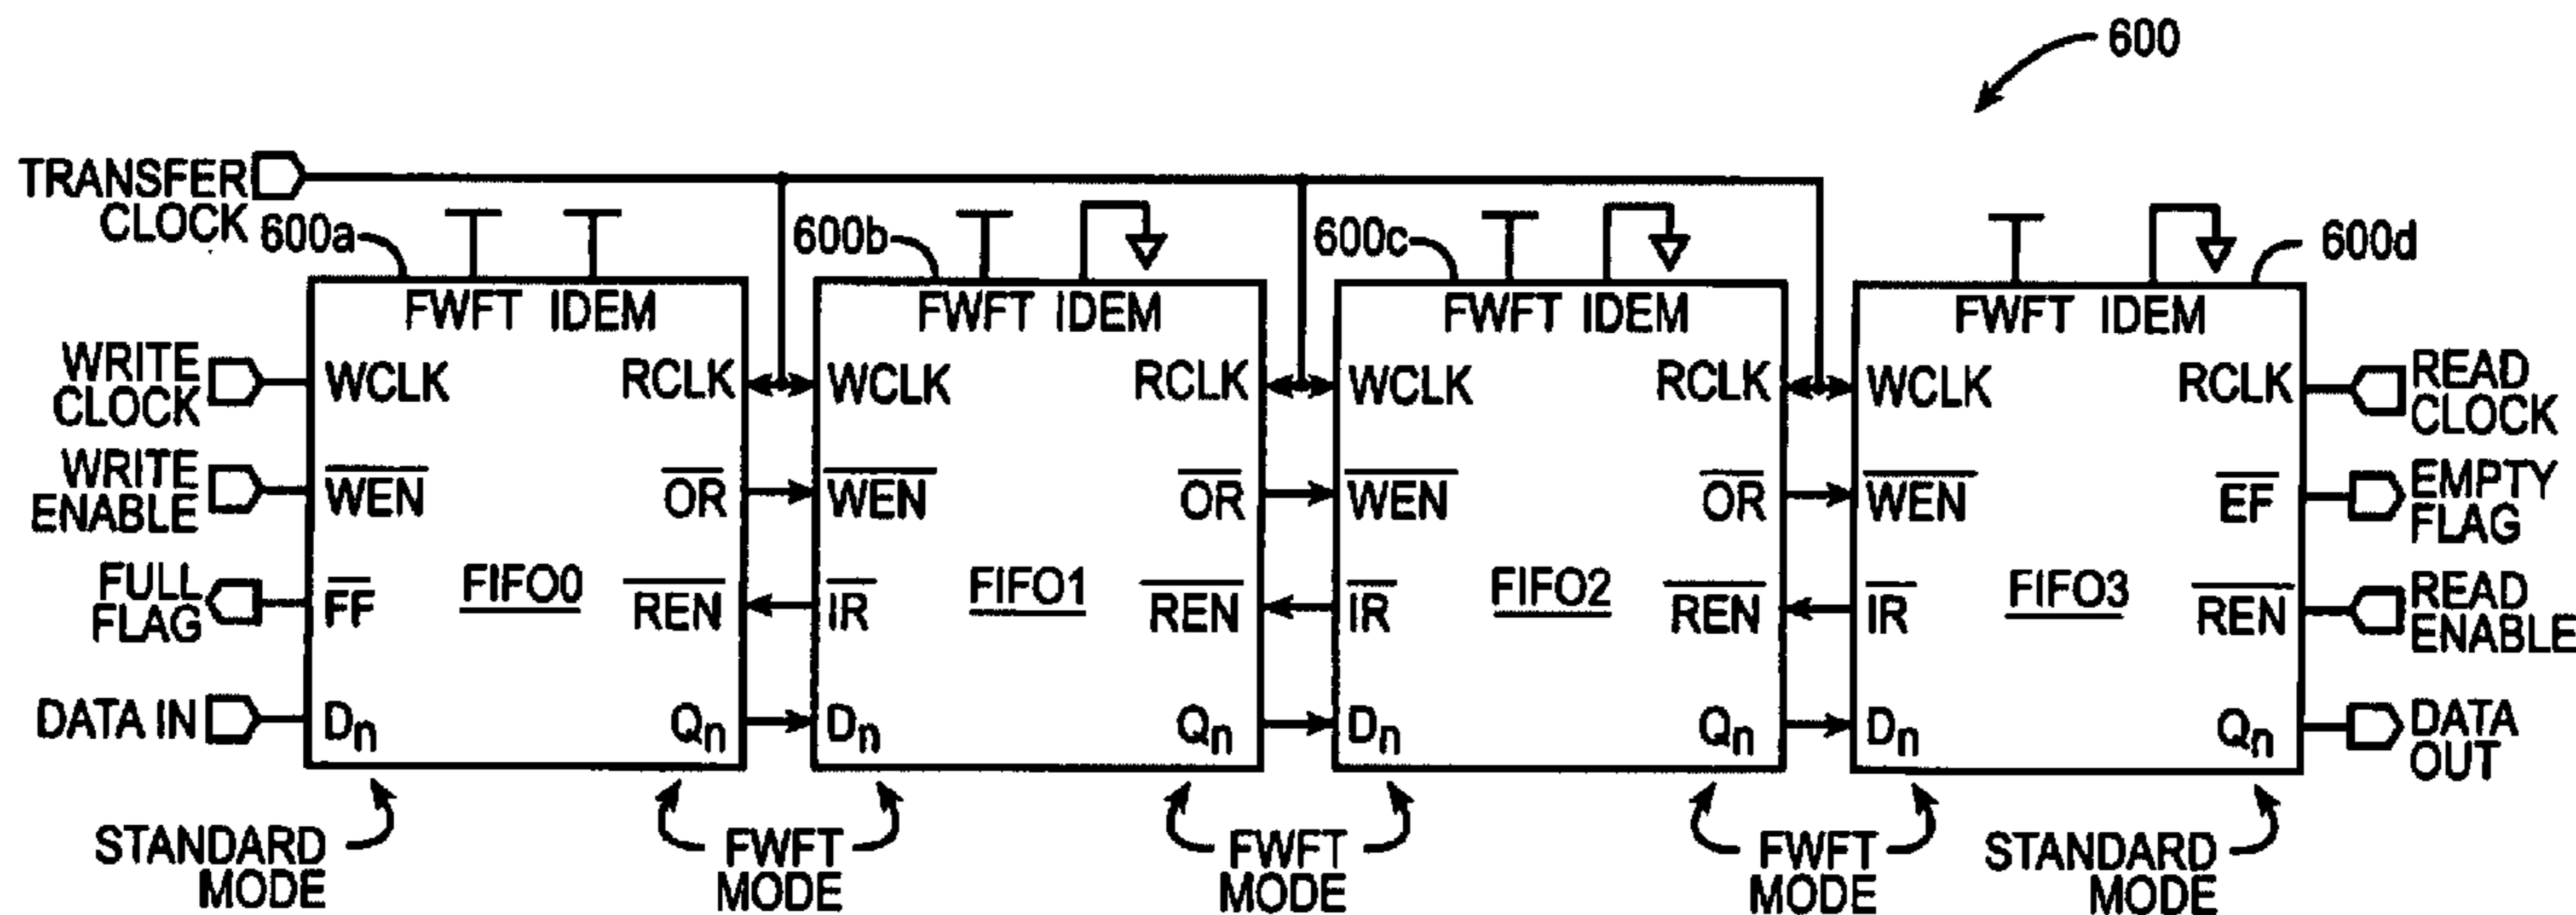 600
TRANSFER
CLOCK
600a
600b
600c
600d
FWFT IDEM
FWFT IDEM
FWFT IDEM
FWFT IDEM
WRITE
CLOCK
WCLK
RCLK
WCLK
RCLK
WCLK
RCLK
WCLK
RCLK
READ
CLOCK
WRITE
ENABLE
WEN
OR
WEN
OR
WEN
OR
WEN
EF
EMPTY
FLAG
FULL
FLAG
FF
FIFO0
REN
IR
FIFO1
REN
IR
FIFO2
REN
IR
FIFO3
REN
READ
ENABLE
DATA IN
Dn
Qn
Dn
Qn
Dn
Qn
Dn
Qn
DATA
OUT
STANDARD
MODE
FWFT
MODE
FWFT
MODE
FWFT
MODE
STANDARD
MODE